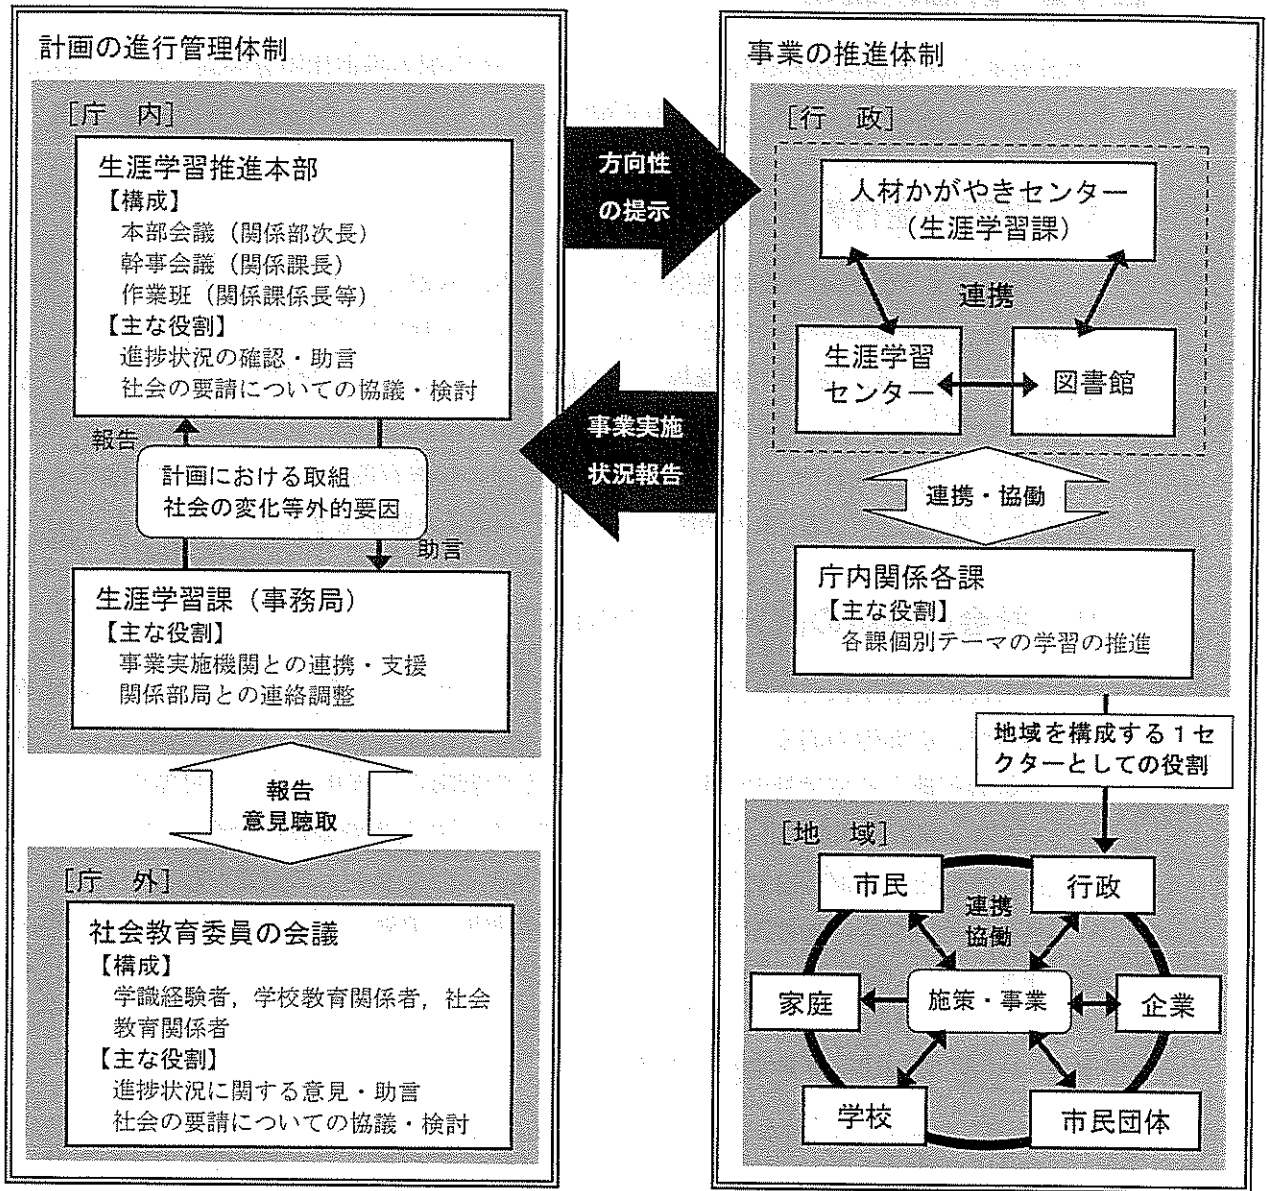 計画の進行管理体制
[庁　内]
生涯学習推進本部
【構成】
本部会議（関係部次長）
幹事会議（関係課長）
作業班（関係課係長等）
【主な役割】
進捗状況の確認・助言
社会の要請についての協議・検討
報告
計画における取組
社会の変化等外的要因
助言
生涯学習課（事務局）
【主な役割】
事業実施機関との連携・支援
関係部局との連絡調整
報告
意見聴取
[庁　外]
社会教育委員の会議
【構成】
学識経験者，学校教育関係者，社会
教育関係者
【主な役割】
進捗状況に関する意見・助言
社会の要請についての協議・検討
方向性
の提示
事業実施
状況報告
事業の推進体制
[行　政]
人材かがやきセンター
（生涯学習課）
連携
生涯学習
センター
図書館
連携・協働
庁内関係各課
【主な役割】
各課個別テーマの学習の推進
地域を構成する１セ
クターとしての役割
[地　域]
市民
行政
連携
協働
家庭
施策・事業
企業
学校
市民団体